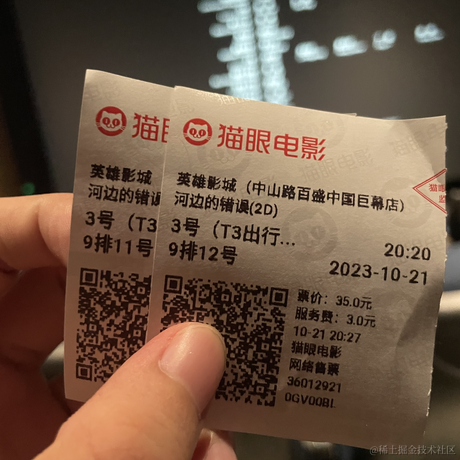 猫眼
英雄影城
河边的错误
3号（T3
9排11号
猫眼电影
英雄影城（中山路百盛中国巨幕店）
河边的错误(2D)
3号（T3出行...
20:20
9排12号
2023-10-21
票价：35.0元
服务费：3.0元
10-21 20:27
猫眼电影
网络售票
36012921
0GV00BL
@稀土掘金技术社区